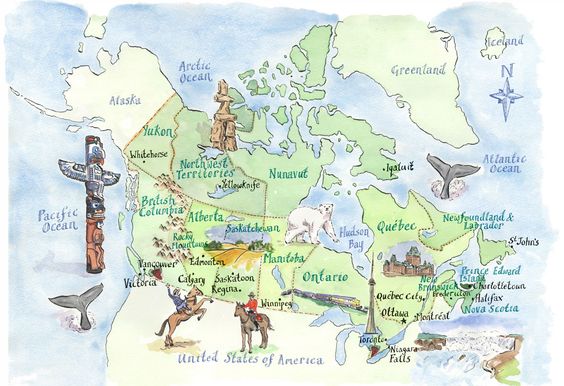 Iceland
Arctic
Ocean
Greenland
N
Alaska
Yukon
Whitehorse
Northwest
Territories
Yellowknife
Nunavut
Iqaluit
Atlantic
Ocean
Pacific
Ocean
British
Columbia
Alberta
Saskatchewan
Hudson
Bay
Québec
Newfoundland &
Labrador
St John's
Rocky
Mountains
Manitoba
Ontario
Edmonton
Vancouver
Victoria
Calgary
Saskatoon
Regina
Winnipeg
Prince Edward
Island
New
Brunswick
Charlottetown
Québec City
Fredericton
Halifax
Nova Scotia
Ottawa
Montréal
Toronto
Niagara
Falls
United States of America